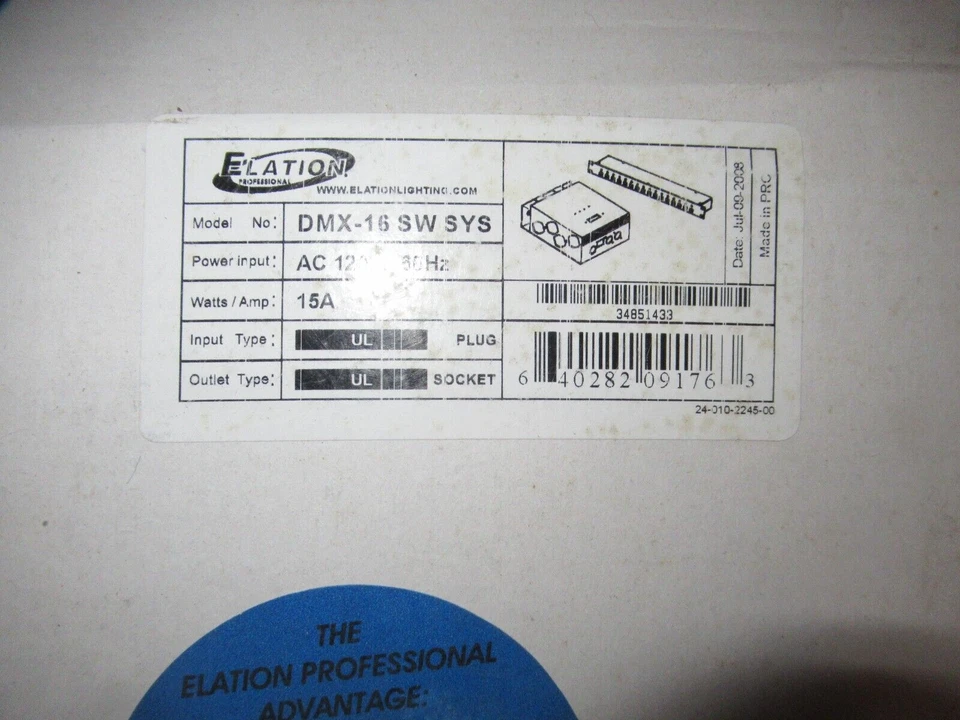 ELATION
PROFESSIONAL
WWW.ELATIONLIGHTING.COM
Model No: DMX-16 SW SYS
Power input: AC 60Hz
Watts / Amp: 15A
Input Type: UL PLUG
Outlet Type: UL SOCKET
Date: Jul-09-2008
Made in PRC
34851433
6 40282 09176 3
24-010-2245-00
THE
ELATION PROFESSIONAL
ADVANTAGE: